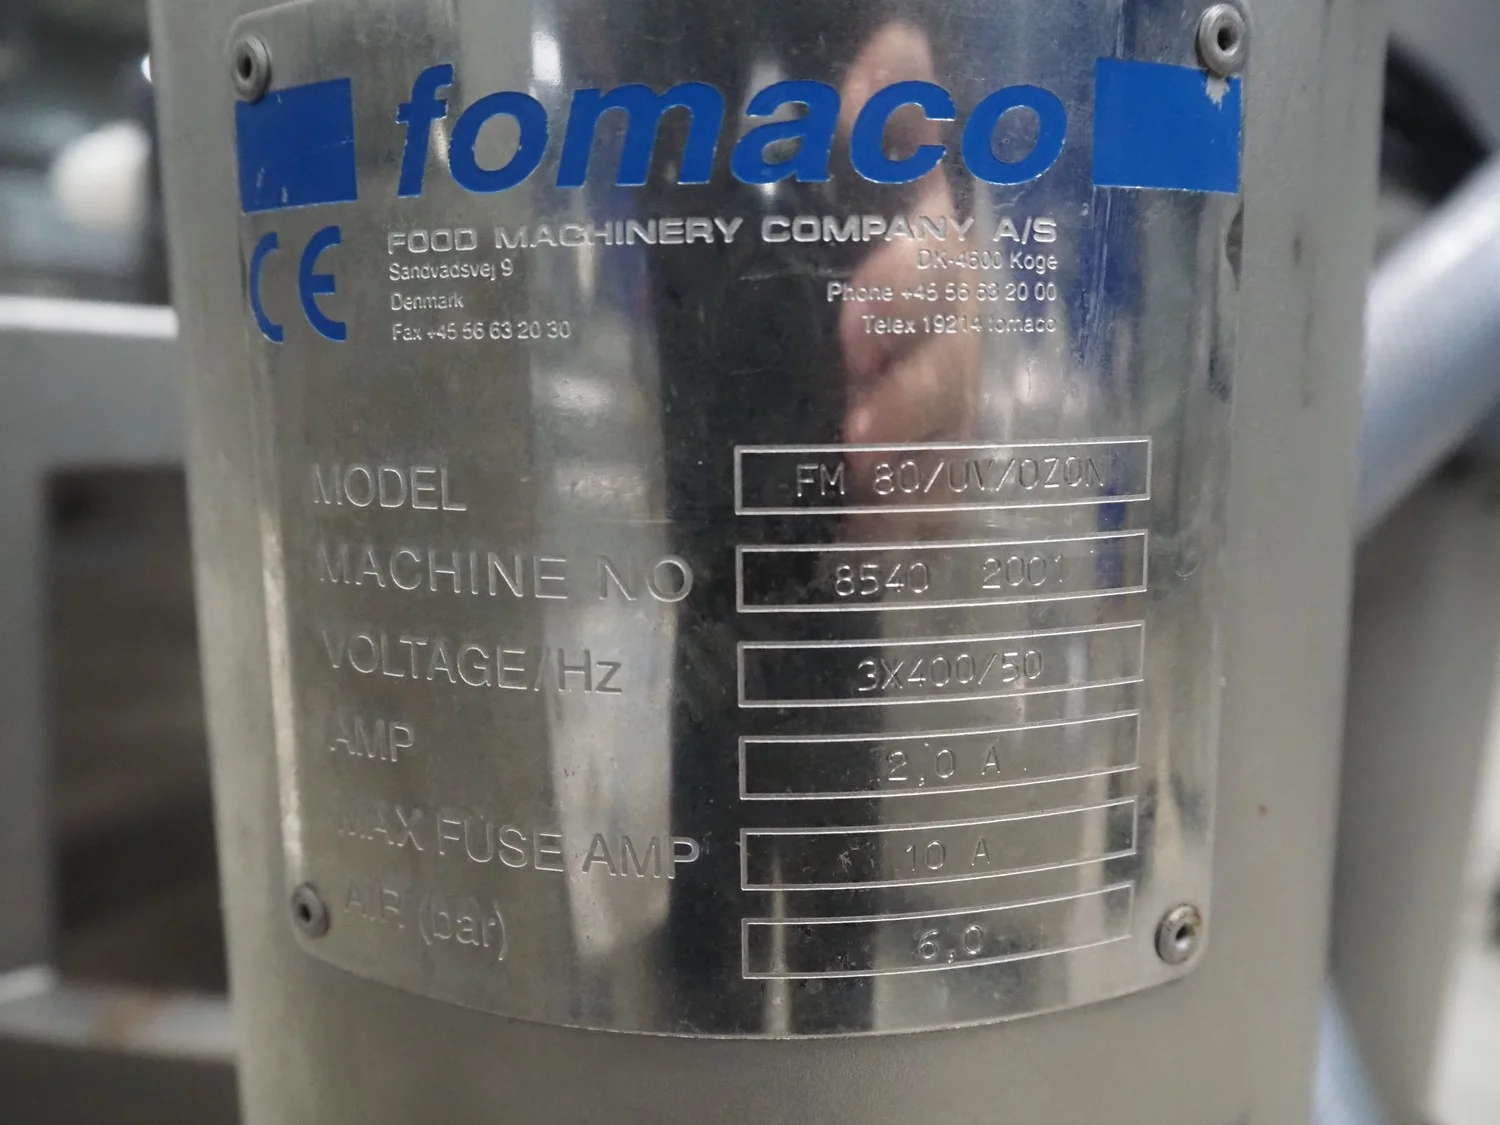 fomaco
CE
FOOD MACHINERY COMPANY A/S
Sandvadsvej 9 DK-4600 Køge
Denmark Phone +45 56 63 20 00
Fax +45 56 63 20 30 Telex 19214 fomaco
MODEL FM 80/UV/OZON
MACHINE NO 8540 2001
VOLTAGE/Hz 3X400/50
AMP 2,0 A
MAX FUSE AMP 10 A
AIR (bar) 6,0